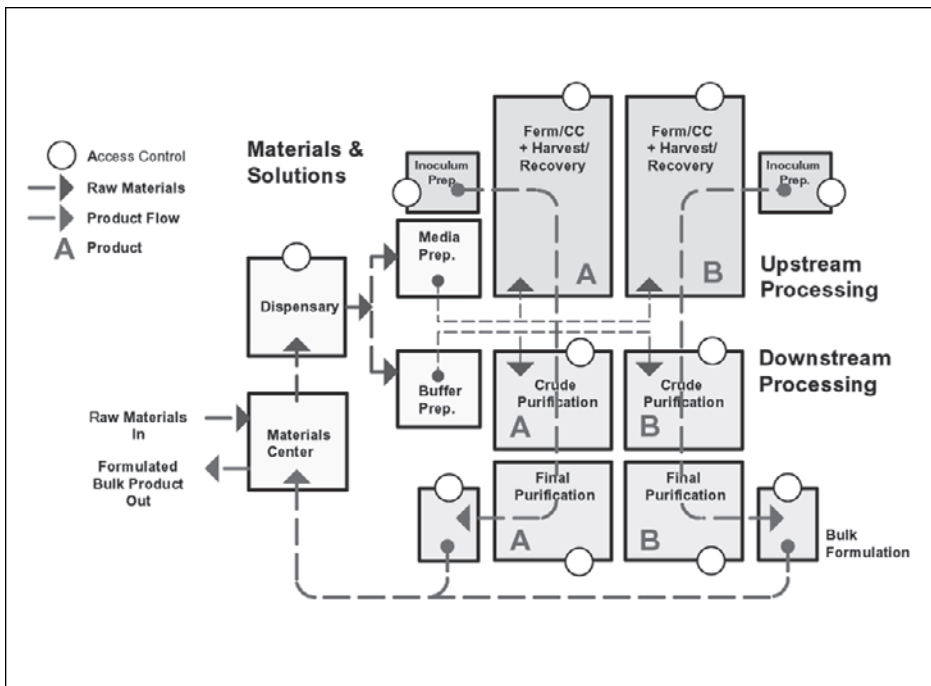 Access Control
Raw Materials
Product Flow
A Product
Materials &
Solutions
Inoculum
Prep.
Ferm/CC
+ Harvest/
Recovery
A
Ferm/CC
+ Harvest/
Recovery
B
Inoculum
Prep.
Media
Prep.
Dispensary
Buffer
Prep.
Upstream
Processing
Downstream
Processing
Crude
Purification
A
Crude
Purification
B
Raw Materials
In
Materials
Center
Formulated
Bulk Product
Out
Final
Purification
A
Final
Purification
B
Bulk
Formulation